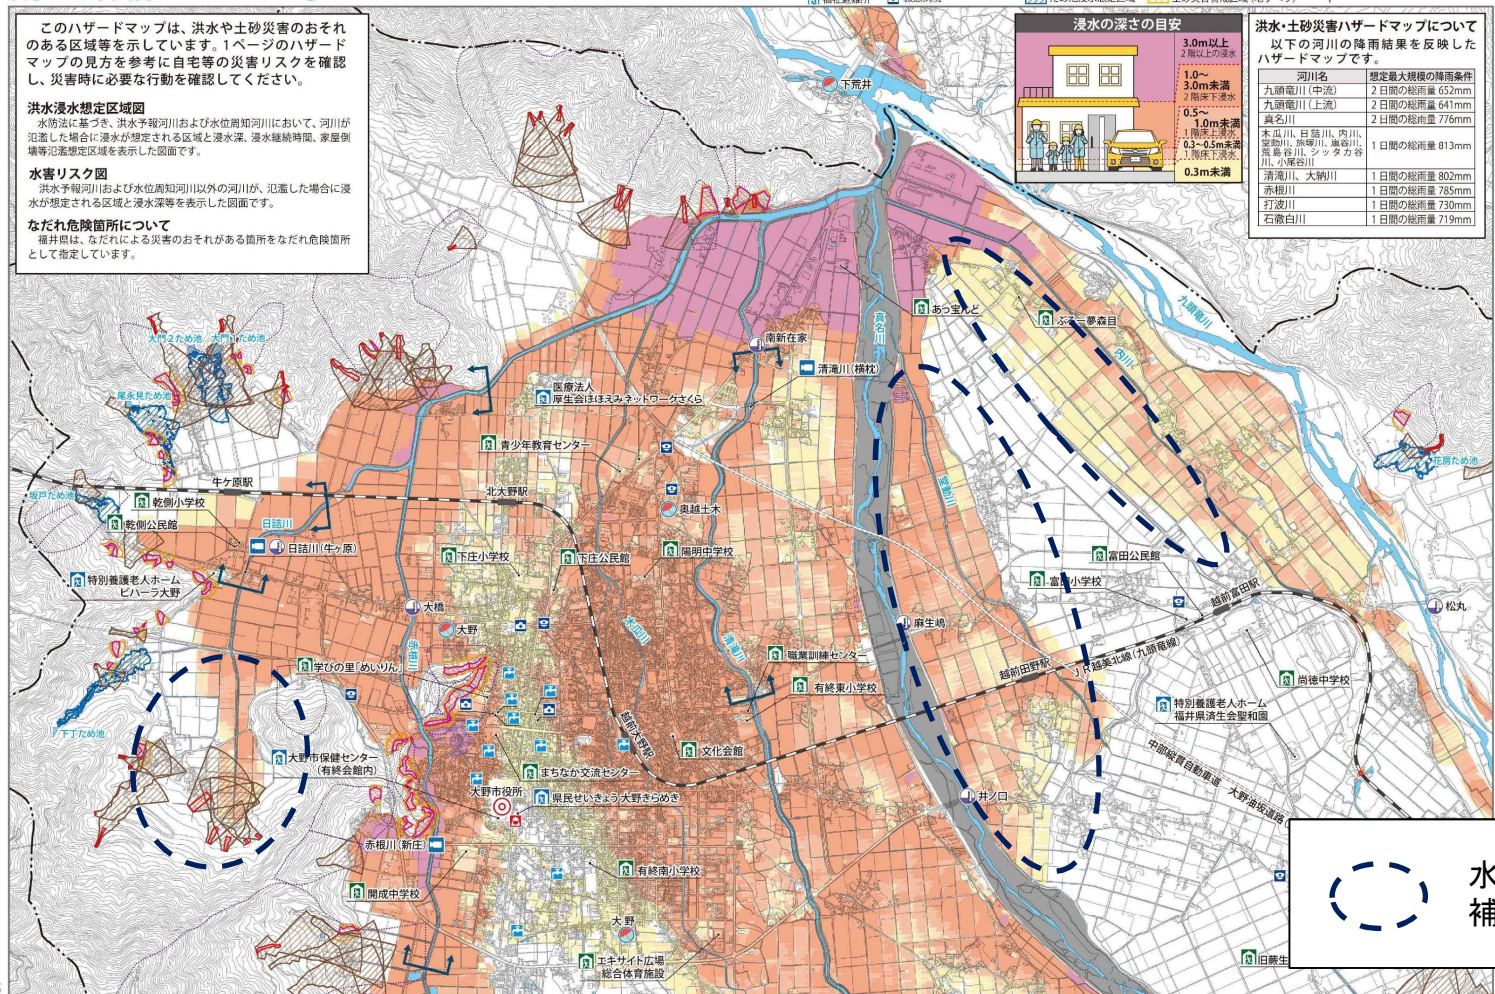 このハザードマップは、洪水や土砂災害のおそれ
のある区域等を示しています。1ページのハザード
マップの見方を参考に自宅等の災害リスクを確認
し、災害時に必要な行動を確認してください。
洪水浸水想定区域図
水防法に基づき、洪水予報河川および水位周知河川において、河川が
氾濫した場合に浸水が想定される区域と浸水深、浸水継続時間、家屋倒
壊等氾濫想定区域を表示した図面です。
水害リスク図
洪水予報河川および水位周知河川以外の河川が、氾濫した場合に浸
水が想定される区域と浸水深等を表示した図面です。
なだれ危険箇所について
福井県は、なだれによる災害のおそれがある箇所をなだれ危険箇所
として指定しています。
浸水の深さの目安
3.0m以上
2階以上の浸水
1.0～
3.0m未満
2階床下浸水
0.5～
1.0m未満
1階床上浸水
0.3~0.5m未満
1階床下浸水
0.3m未満
洪水・土砂災害ハザードマップについて
以下の河川の降雨結果を反映した
ハザードマップです。
河川名 想定最大規模の降雨条件
九頭竜川(中流) 2日間の総雨量 652mm
九頭竜川(上流) 2日間の総雨量 641mm
真名川 2日間の総雨量 776mm
木瓜川、日詰川、内川、
荒島谷川、シッタカ谷
川、小尾谷川 1日間の総雨量 813mm
清滝川、大納川 1日間の総雨量 802mm
赤根川 1日間の総雨量 785mm
打波川 1日間の総雨量 730mm
石徹白川 1日間の総雨量 719mm
下荒井
九頭竜川
あっ宝んど
ぶるー夢森目
内川
真名川
南新在家
清滝川(横枕)
大門2ため池
大門1ため池
尾永見ため池
医療法人
厚生会ほほえみネットワークさくら
青少年教育センター
花房ため池
牛ケ原駅
北大野駅
坂戸ため池
乾側小学校
乾側公民館
日詰川
日詰川(牛ヶ原)
奥越土木
堂動川
下庄小学校
下庄公民館
陽明中学校
富田公民館
富田小学校
特別養護老人ホーム
ビハーラ大野
越前富田駅
松丸
大橋
大野
麻生嶋
木瓜川
清滝川
赤根川
学びの里「めいりん」
職業訓練センター
有終東小学校
越前田野駅
JR越美北線(九頭竜線)
尚徳中学校
特別養護老人ホーム
福井県済生会聖和園
下丁ため池
越前大野駅
文化会館
大野市保健センター
(有終会館内)
まちなか交流センター
大野市役所
県民せいきょう大野きらめき
中部縦貫自動車道 大野油坂道路
井ノ口
赤根川(新庄)
有終南小学校
開成中学校
大野
エキサイト広場
総合体育施設
旧蕨生
水
補